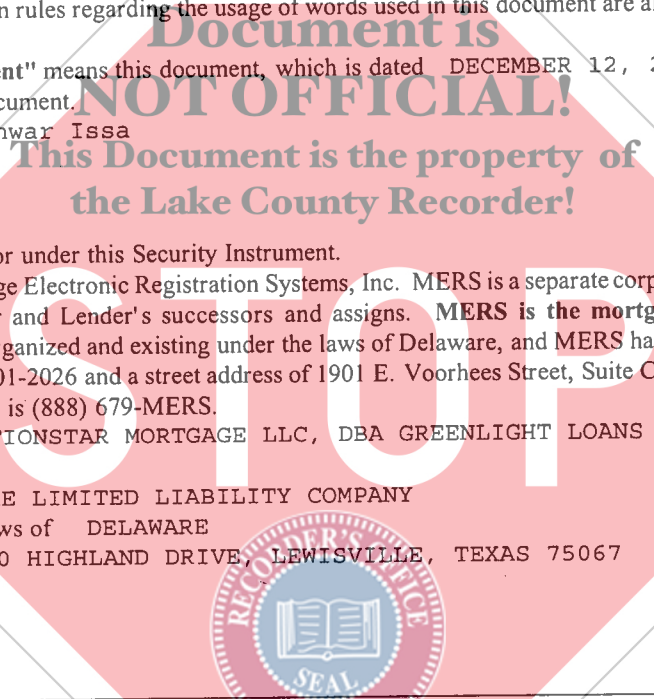 n rules regarding the usage of words used in this document are a
Document is
ent" means this document, which is dated DECEMBER 12, 2
ocument.
NOT OFFICIAL!
nwar Issa
This Document is the property of
the Lake County Recorder!
or under this Security Instrument.
ge Electronic Registration Systems, Inc. MERS is a separate corp
r and Lender's successors and assigns. MERS is the mortg
rganized and existing under the laws of Delaware, and MERS ha
01-2026 and a street address of 1901 E. Voorhees Street, Suite C
is (888) 679-MERS.
STOP
TIONSTAR MORTGAGE LLC, DBA GREENLIGHT LOANS
E LIMITED LIABILITY COMPANY
ws of DELAWARE
0 HIGHLAND DRIVE, LEWISVILLE, TEXAS 75067
RECORDER'S OFFICE
SEAL